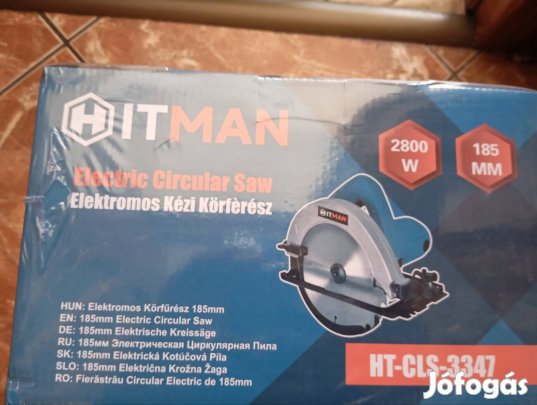 HITMAN
Electric Circular Saw
Elektromos Kézi Körfèrész
2800
W
185
MM
HITMAN
HUN: Elektromos Körfűrész 185mm
EN: 185mm Electric Circular Saw
DE: 185mm Elektrische Kreissäge
RU: 185мм Электрическая Циркулярная Пила
SK: 185mm Elektrická Kotúčová Píla
SLO: 185mm Električna Krožna Žaga
RO: Fierăstrău Circular Electric de 185mm
HT-CLS-3347
Jófogás